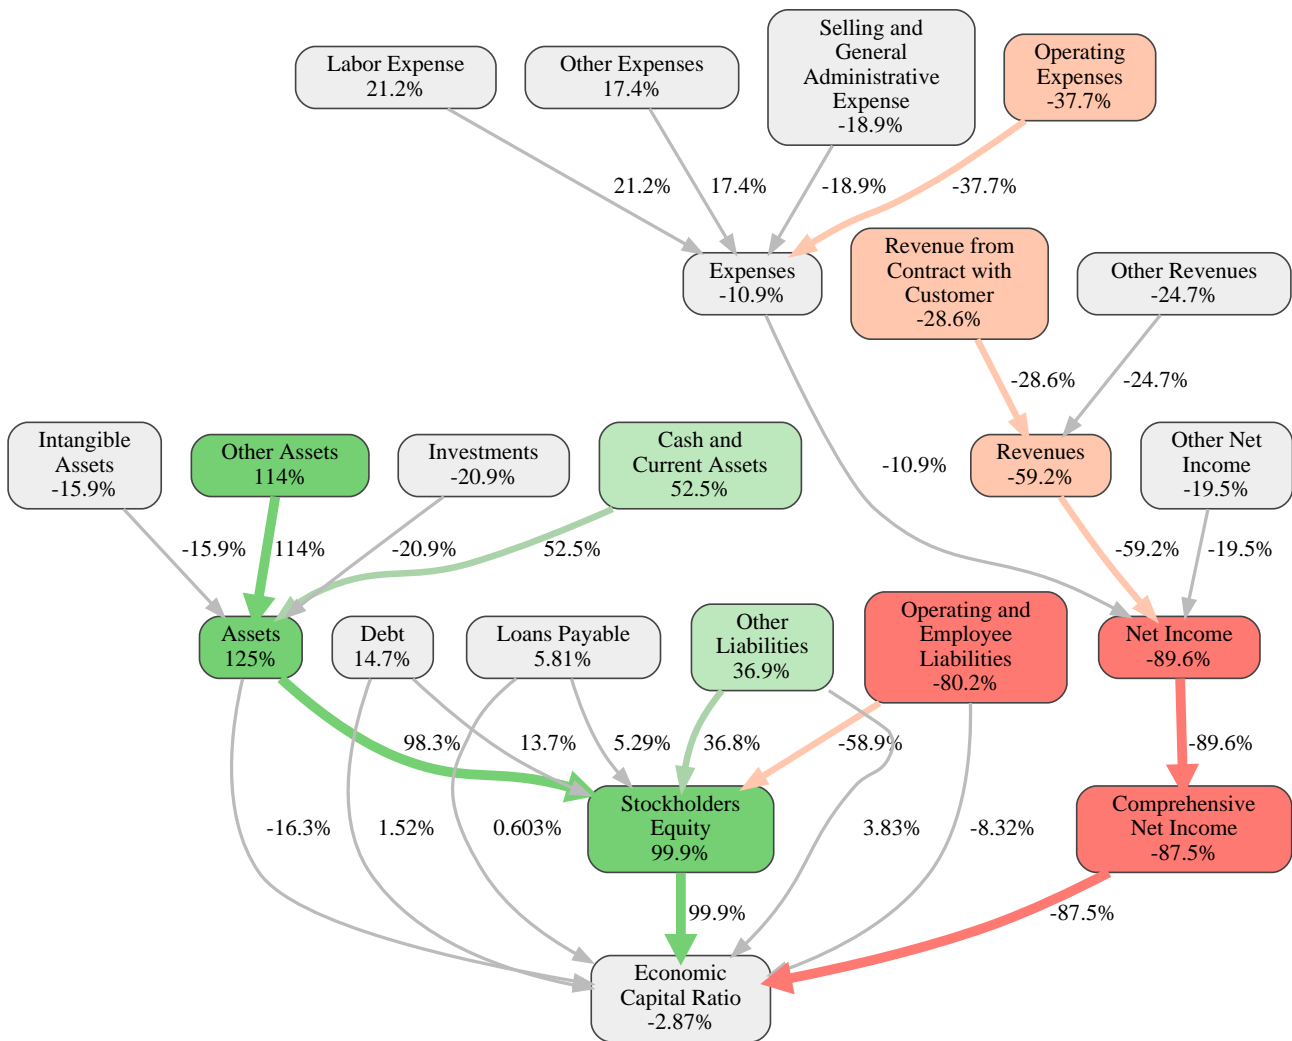 Selling and
General
Administrative
Expense
-18.9%
Labor Expense
21.2%
Other Expenses
17.4%
Operating
Expenses
-37.7%
21.2%
17.4%
-18.9%
-37.7%
Expenses
-10.9%
Revenue from
Contract with
Customer
-28.6%
Other Revenues
-24.7%
-28.6%
-24.7%
Intangible
Assets
-15.9%
Other Assets
114%
Investments
-20.9%
Cash and
Current Assets
52.5%
-10.9%
Revenues
-59.2%
Other Net
Income
-19.5%
-15.9%
114%
-20.9%
52.5%
-59.2%
-19.5%
Assets
125%
Debt
14.7%
Loans Payable
5.81%
Other
Liabilities
36.9%
Operating and
Employee
Liabilities
-80.2%
Net Income
-89.6%
98.3%
13.7%
5.29%
36.8%
-58.9%
-89.6%
Stockholders
Equity
99.9%
Comprehensive
Net Income
-87.5%
-16.3%
1.52%
0.603%
3.83%
-8.32%
99.9%
-87.5%
Economic
Capital Ratio
-2.87%